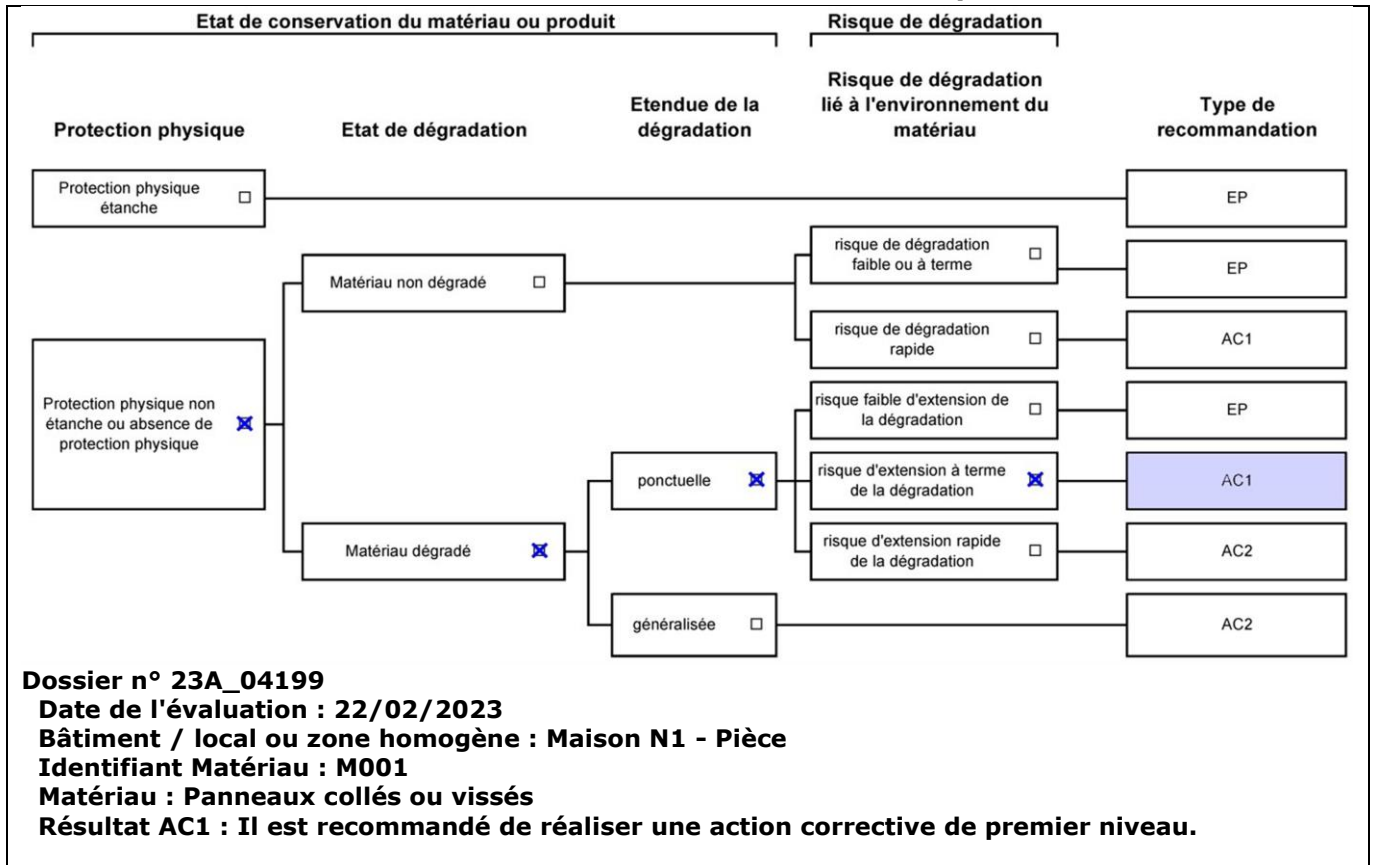 Etat de conservation du matériau ou produit
Risque de dégradation
Protection physique
Etat de dégradation
Etendue de la
dégradation
Risque de dégradation
lié à l'environnement du
matériau
Type de
recommandation
Protection physique
étanche
EP
risque de dégradation
faible ou à terme
EP
Matériau non dégradé
risque de dégradation
rapide
AC1
Protection physique non
étanche ou absence de
protection physique
risque faible d'extension de
la dégradation
EP
ponctuelle
risque d'extension à terme
de la dégradation
AC1
Matériau dégradé
risque d'extension rapide
de la dégradation
AC2
généralisée
AC2
Dossier n° 23A_04199
Date de l'évaluation : 22/02/2023
Bâtiment / local ou zone homogène : Maison N1 - Pièce
Identifiant Matériau : M001
Matériau : Panneaux collés ou vissés
Résultat AC1 : Il est recommandé de réaliser une action corrective de premier niveau.